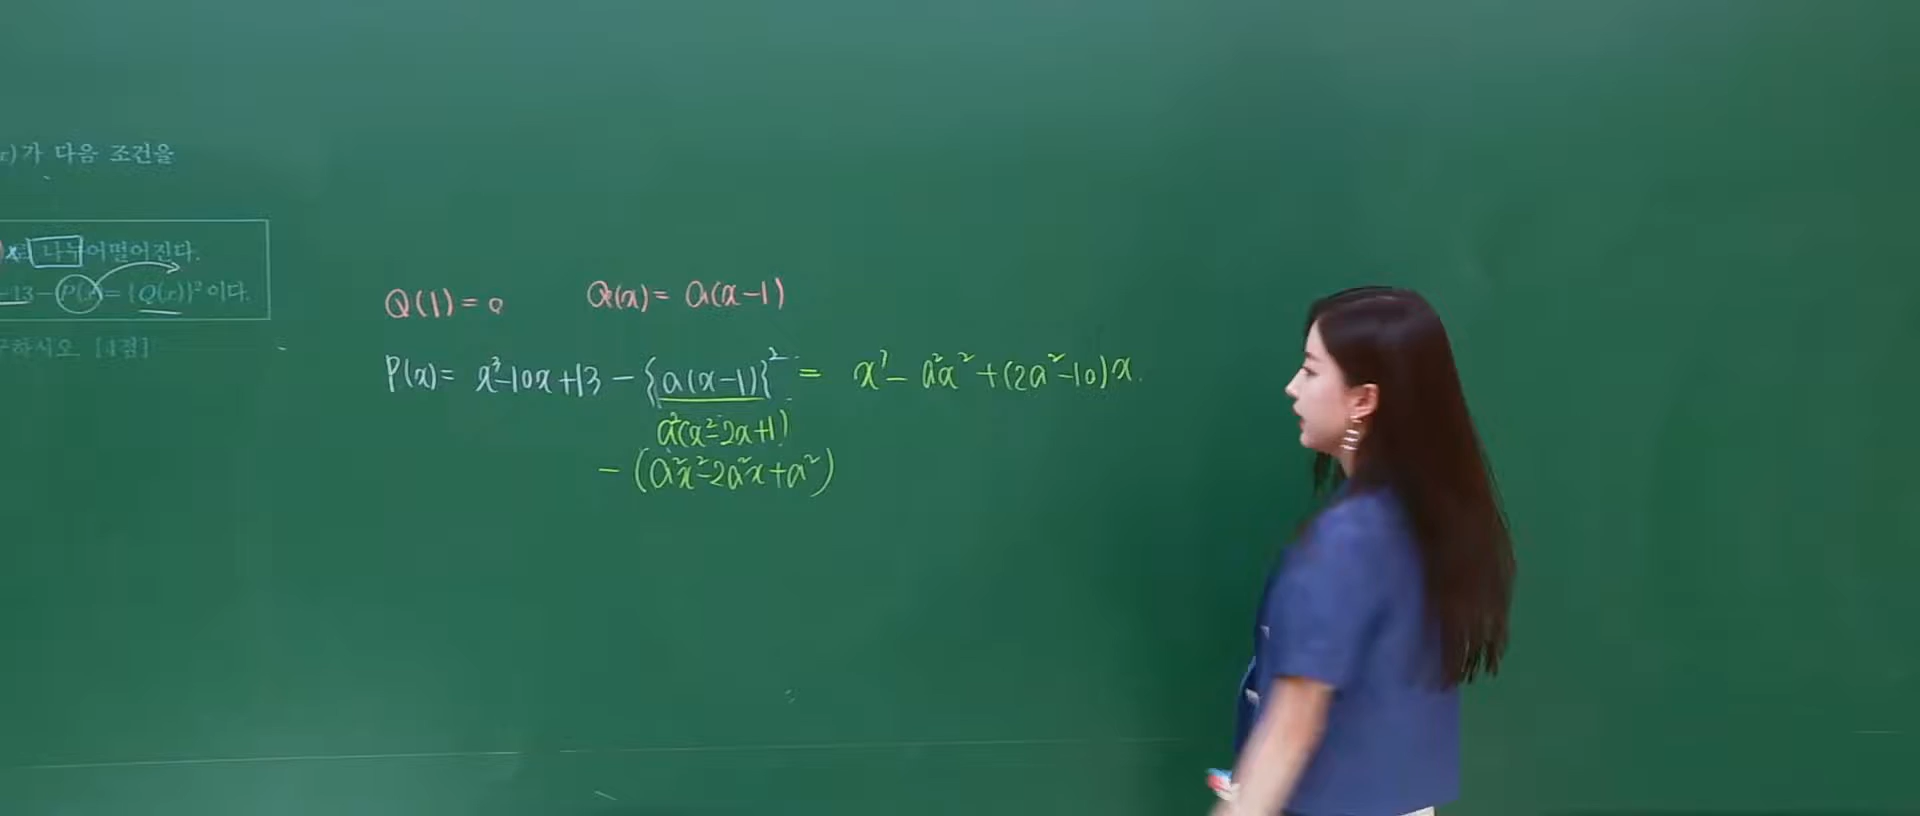 가 다음 조건을
나누어떨어진다.
-13-P(x)={Q(x)}²이다.
하시오. [4점]
Q(1)=0 Q(x)=a(x-1)
P(x)= x³-10x+13-{a(x-1)}² = x³-a²x²+(2a²-10)x
a²(x²-2x+1)
-(a²x²-2a²x+a²)